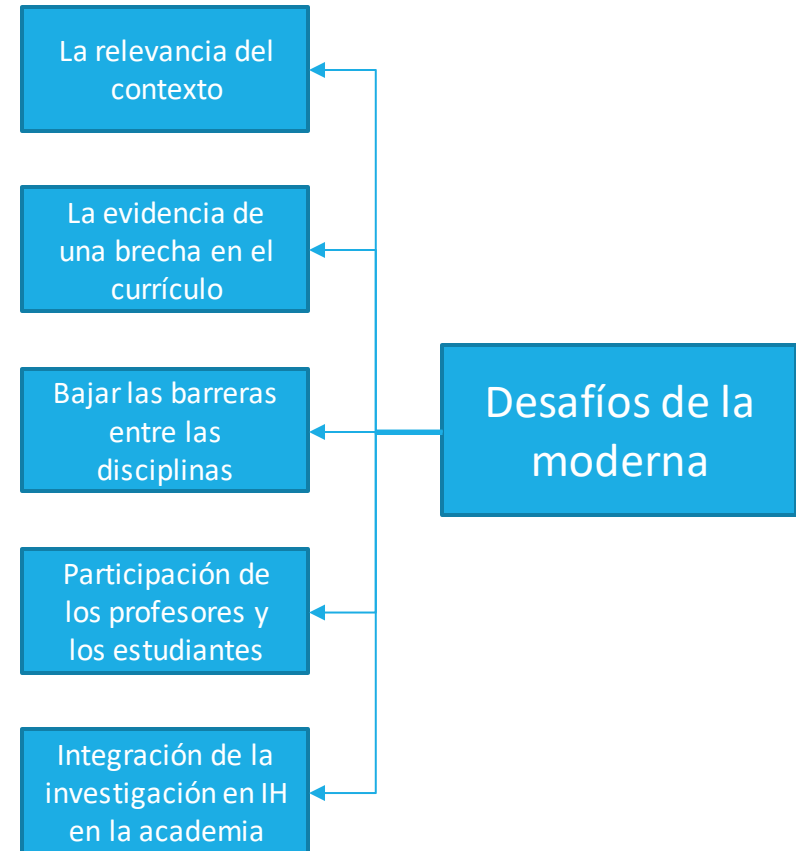 La relevancia del
contexto
La evidencia de
una brecha en el
currículo
Bajar las barreras
entre las
disciplinas
Participación de
los profesores y
los estudiantes
Integración de la
investigación en IH
en la academia
Desafíos de la
moderna